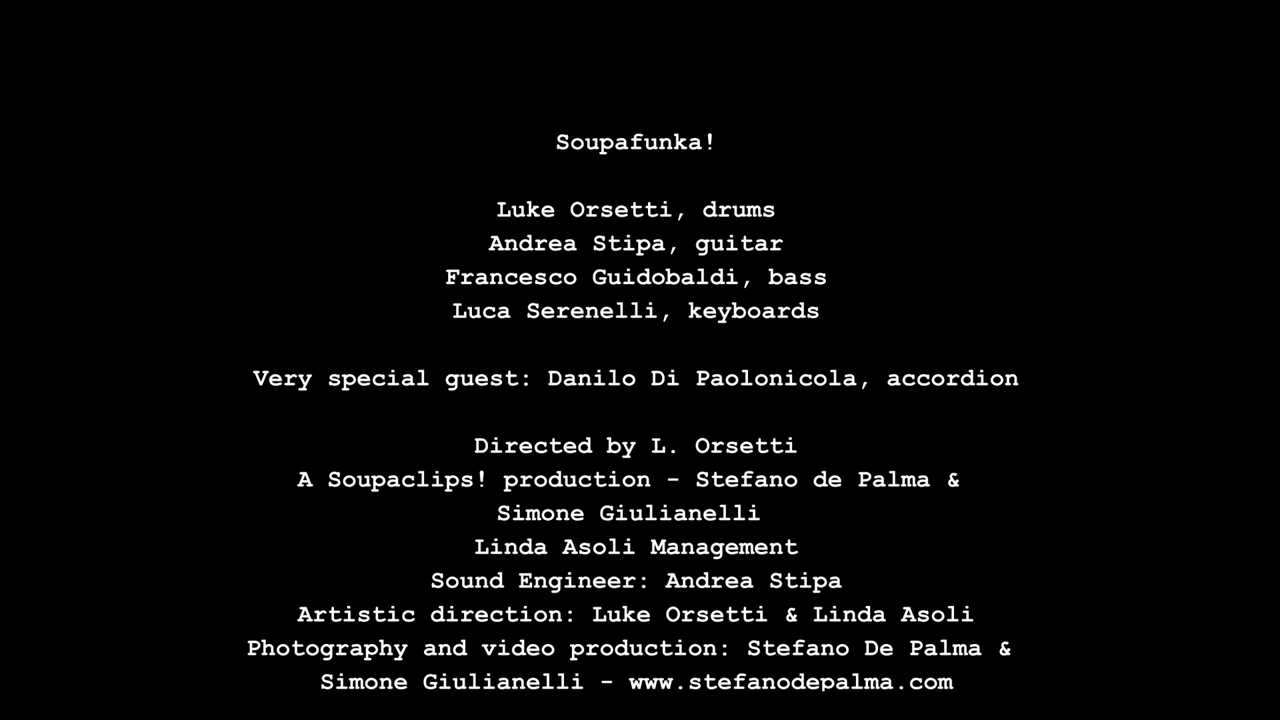 Soupafunka!
Luke Orsetti, drums
Andrea Stipa, guitar
Francesco Guidobaldi, bass
Luca Serenelli, keyboards
Very special guest: Danilo Di Paolonicola, accordion
Directed by L. Orsetti
A Soupaclips! production - Stefano de Palma &
Simone Giulianelli
Linda Asoli Management
Sound Engineer: Andrea Stipa
Artistic direction: Luke Orsetti & Linda Asoli
Photography and video production: Stefano De Palma &
Simone Giulianelli - www.stefanodepalma.com